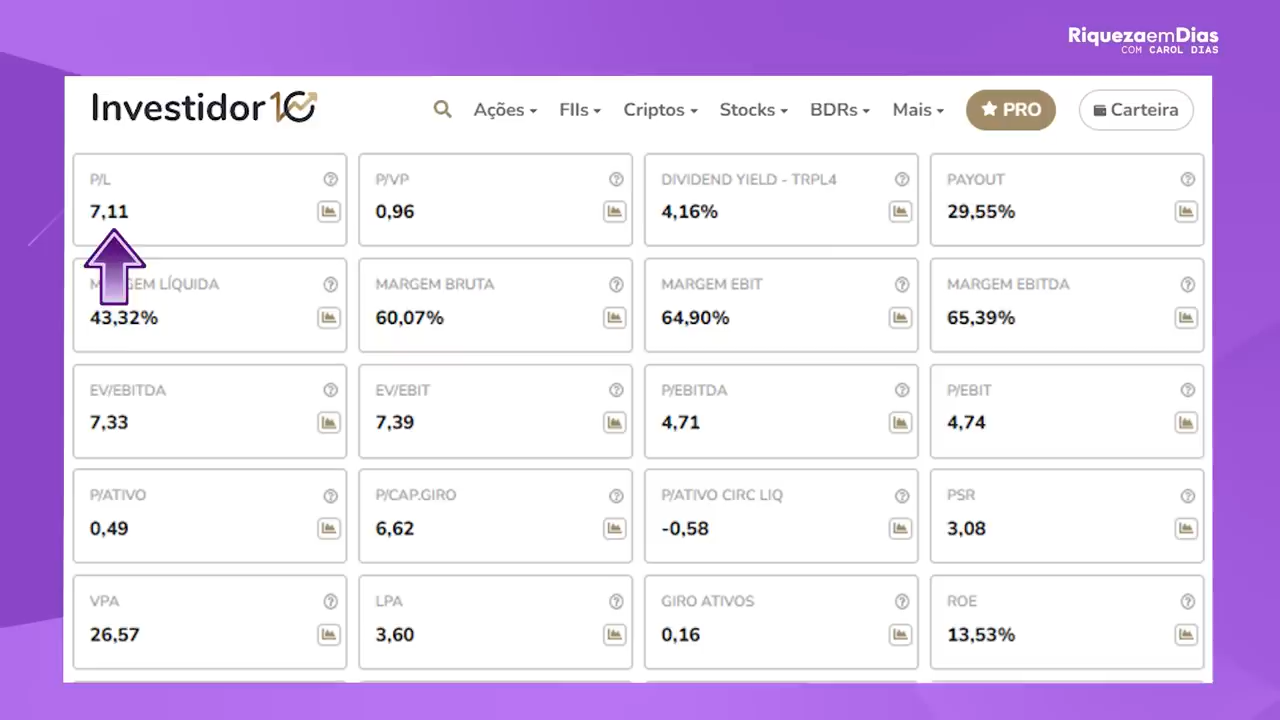 RiquezaemDias
COM CAROL DIAS
Investidor10
Ações FIIs Criptos Stocks BDRs Mais PRO Carteira
P/L P/VP DIVIDEND YIELD - TRPL4 PAYOUT
7,11 0,96 4,16% 29,55%
MARGEM LÍQUIDA MARGEM BRUTA MARGEM EBIT MARGEM EBITDA
43,32% 60,07% 64,90% 65,39%
EV/EBITDA EV/EBIT P/EBITDA P/EBIT
7,33 7,39 4,71 4,74
P/ATIVO P/CAP.GIRO P/ATIVO CIRC LIQ PSR
0,49 6,62 -0,58 3,08
VPA LPA GIRO ATIVOS ROE
26,57 3,60 0,16 13,53%